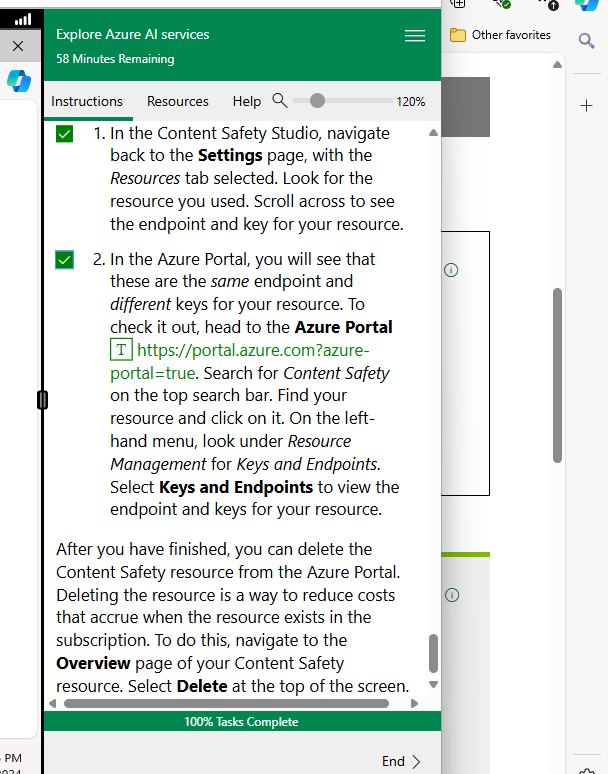 Explore Azure AI services
58 Minutes Remaining
Other favorites
Instructions Resources Help 120%
1. In the Content Safety Studio, navigate
back to the Settings page, with the
Resources tab selected. Look for the
resource you used. Scroll across to see
the endpoint and key for your resource.
2. In the Azure Portal, you will see that
these are the same endpoint and
different keys for your resource. To
check it out, head to the Azure Portal
T https://portal.azure.com?azure-
portal=true. Search for Content Safety
on the top search bar. Find your
resource and click on it. On the left-
hand menu, look under Resource
Management for Keys and Endpoints.
Select Keys and Endpoints to view the
endpoint and keys for your resource.
After you have finished, you can delete the
Content Safety resource from the Azure Portal.
Deleting the resource is a way to reduce costs
that accrue when the resource exists in the
subscription. To do this, navigate to the
Overview page of your Content Safety
resource. Select Delete at the top of the screen.
100% Tasks Complete
PM
End